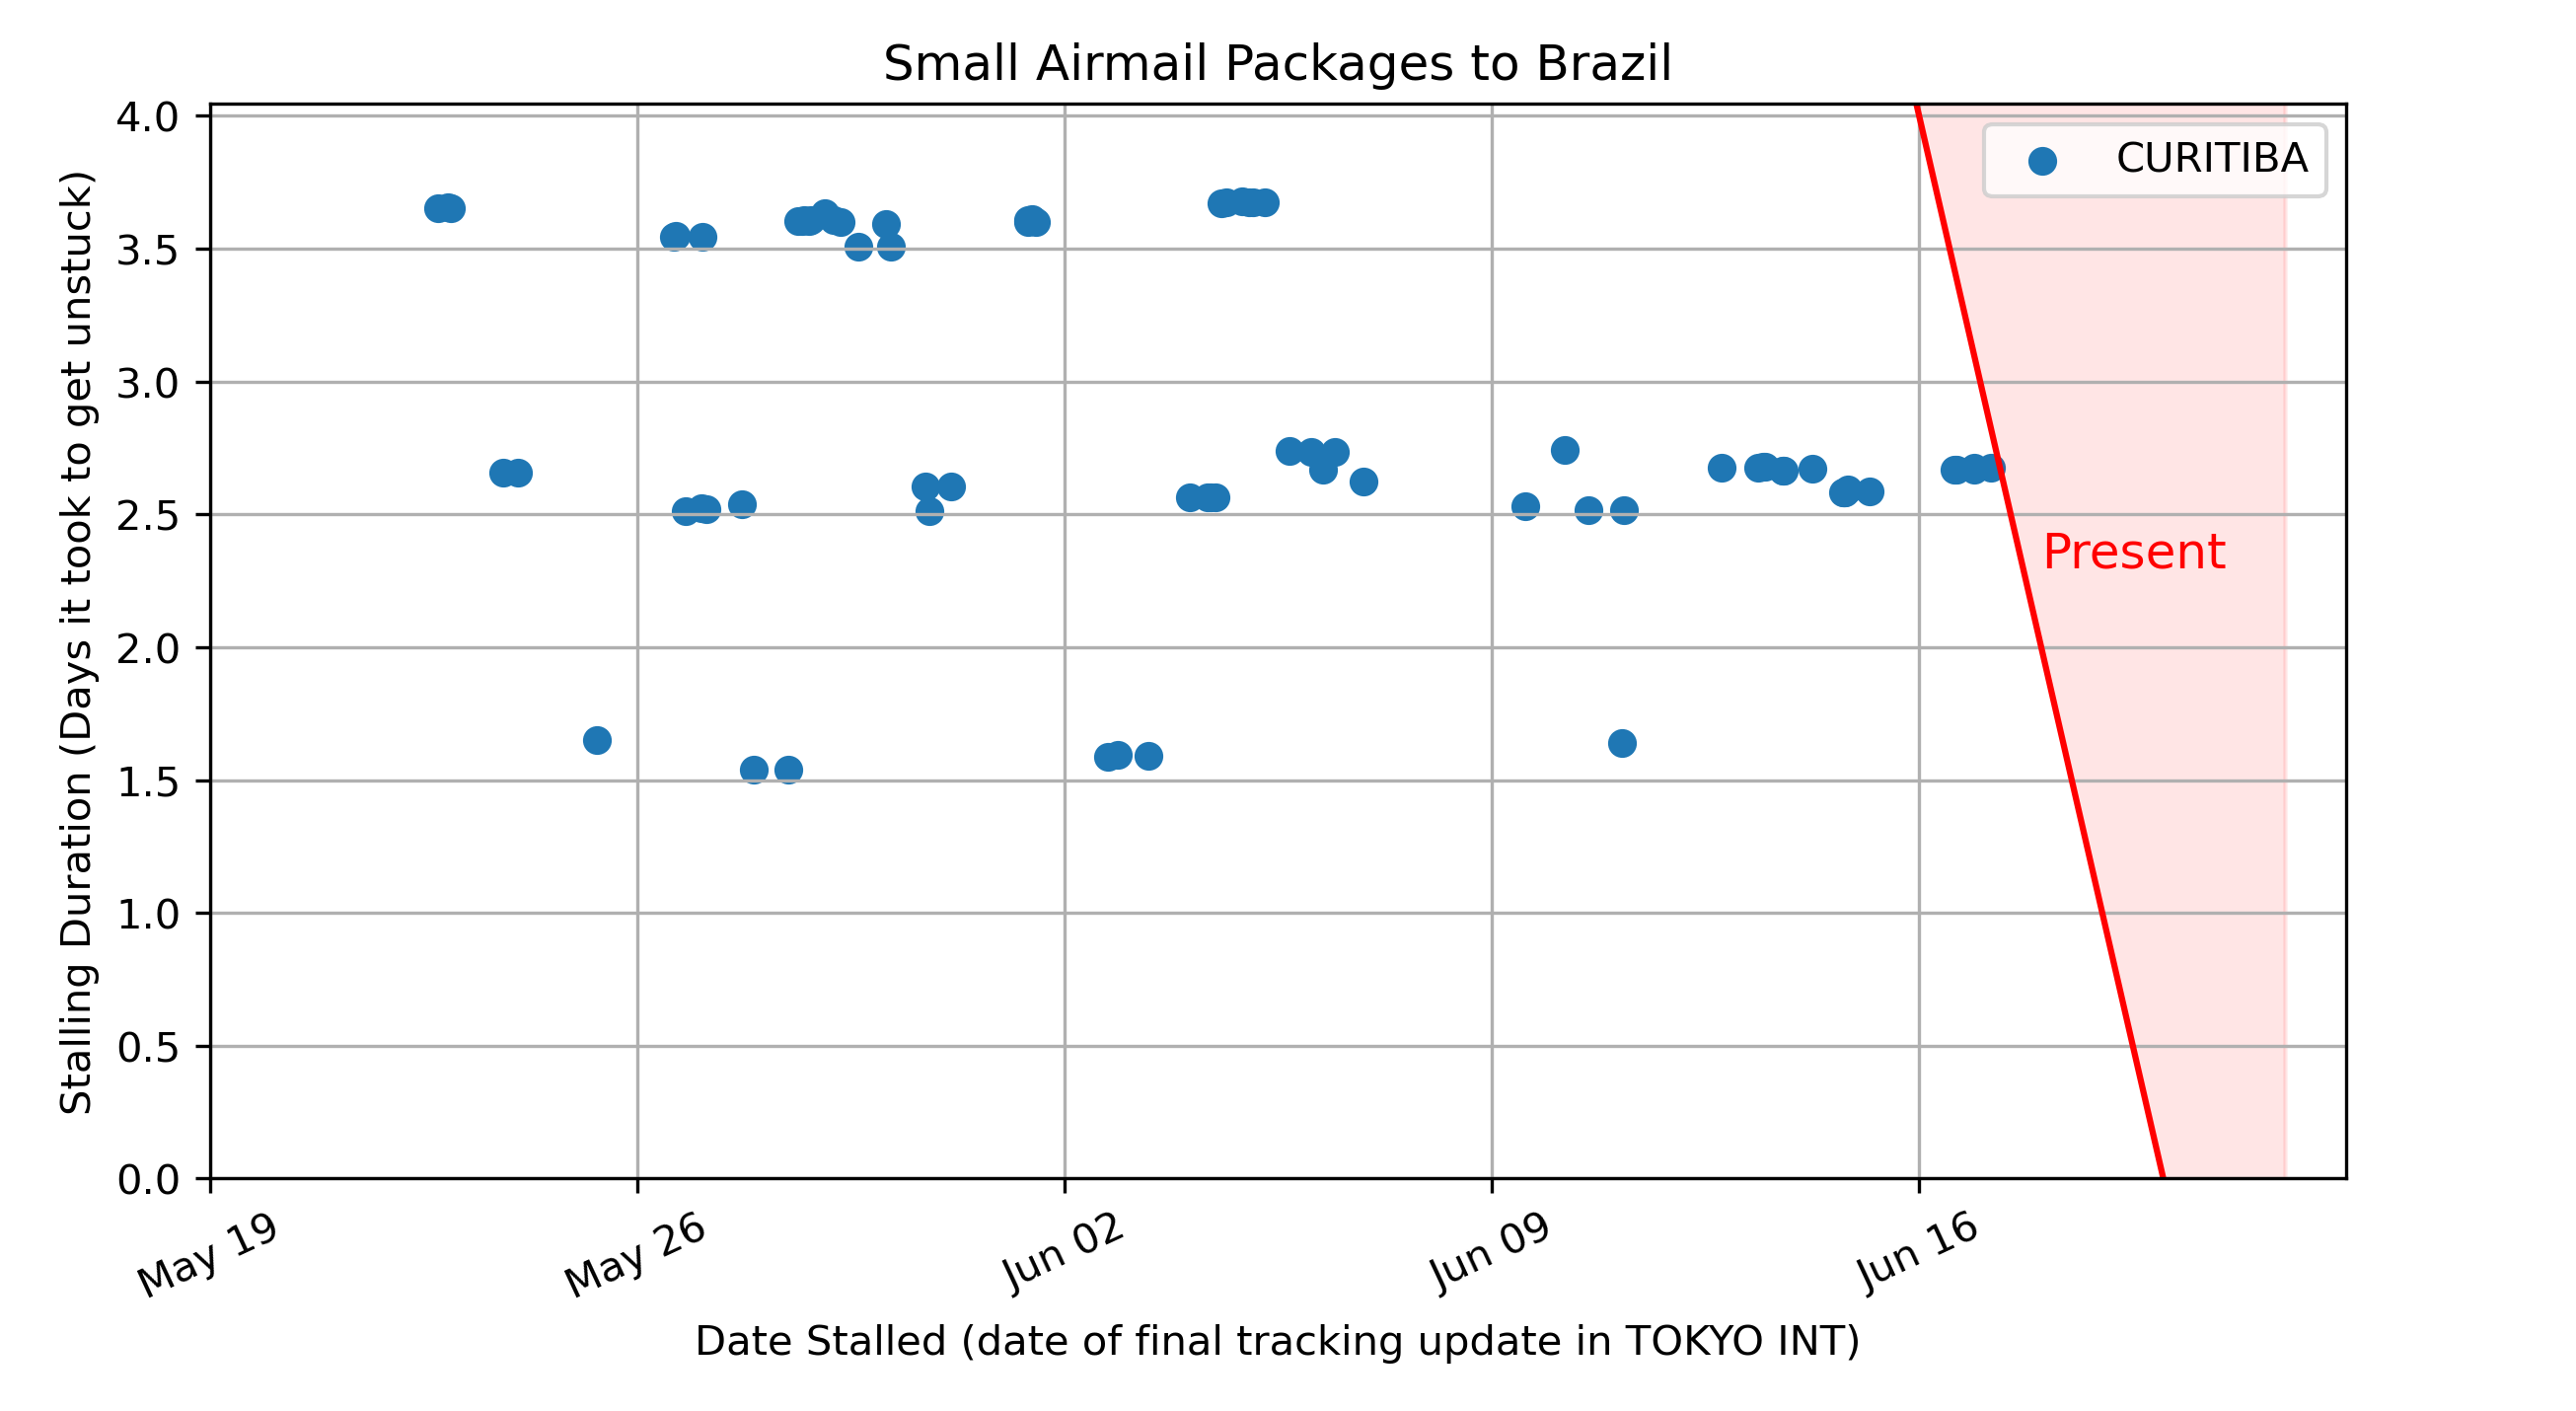 Small Airmail Packages to Brazil
Stalling Duration (Days it took to get unstuck)
4.0
3.5
3.0
2.5
2.0
1.5
1.0
0.5
0.0
CURITIBA
Present
May 19
May 26
Jun 02
Jun 09
Jun 16
Date Stalled (date of final tracking update in TOKYO INT)